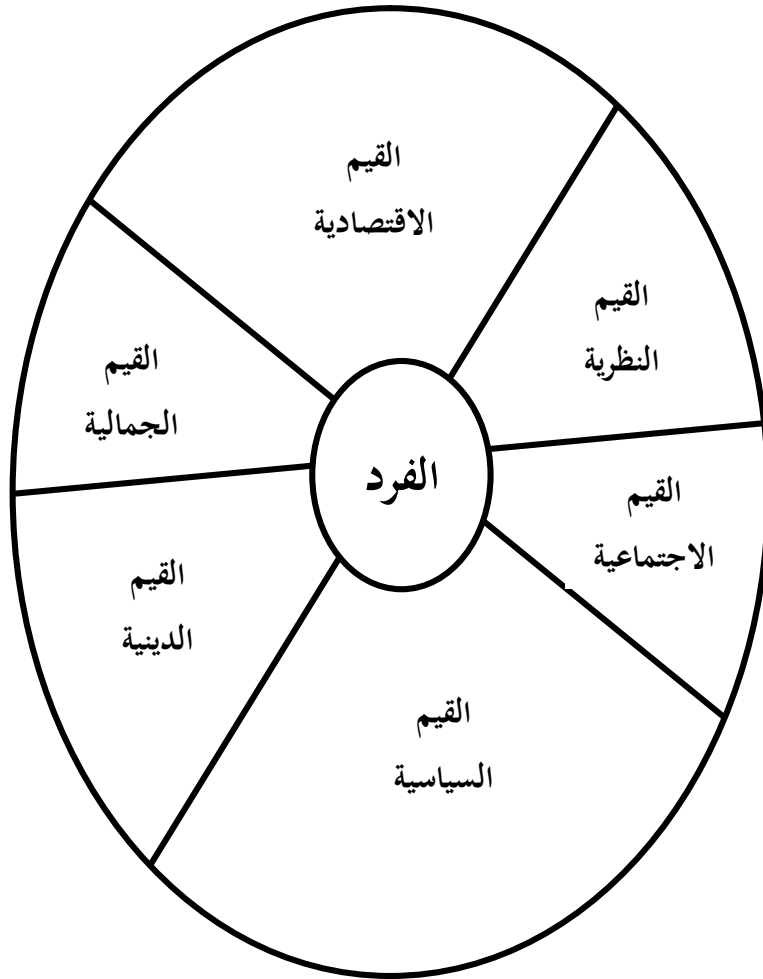 القيم
الاقتصادية
القيم
النظرية
القيم
الجمالية
الفرد
القيم
الاجتماعية
القيم
الدينية
القيم
السياسية